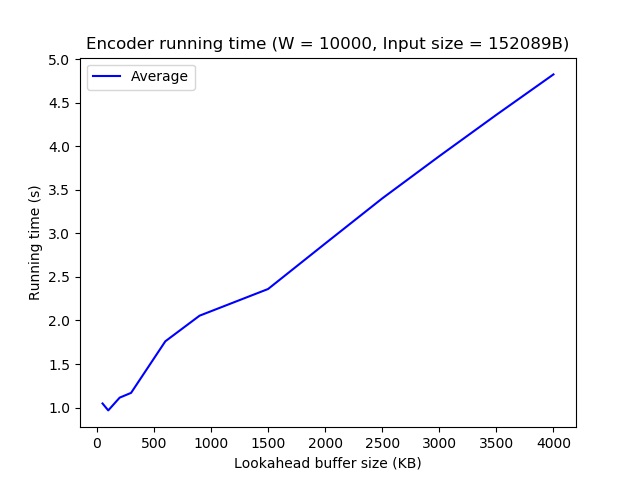 Encoder running time (W = 10000, Input size = 152089B)
Average
5.0
4.5
4.0
3.5
3.0
2.5
2.0
1.5
1.0
Running time (s)
0 500 1000 1500 2000 2500 3000 3500 4000
Lookahead buffer size (KB)